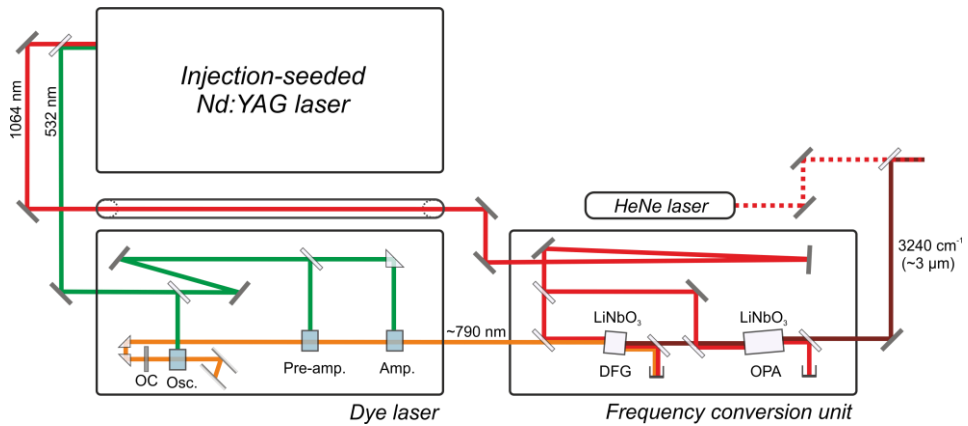 Injection-seeded
Nd:YAG laser
1064 nm
532 nm
HeNe laser
3240 cm⁻¹
(~3 μm)
~790 nm
LiNbO₃
LiNbO₃
OC
Osc.
Pre-amp.
Amp.
DFG
OPA
Dye laser
Frequency conversion unit